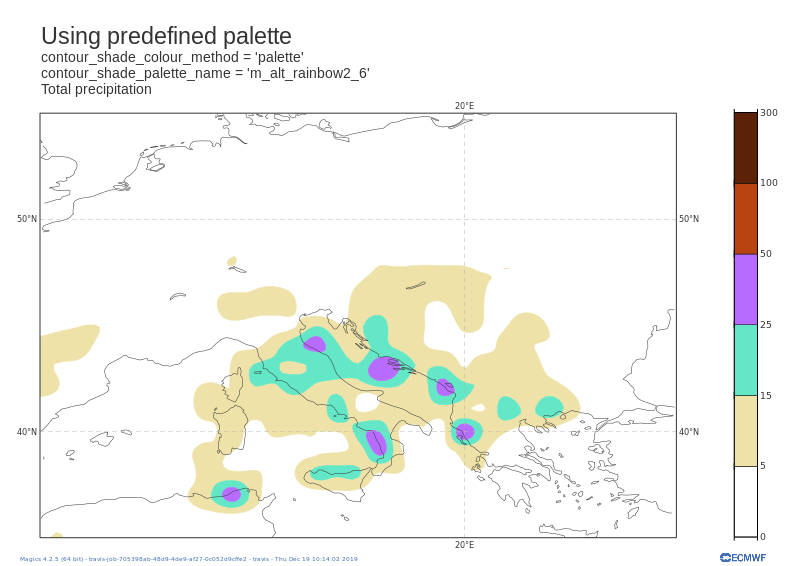 Using predefined palette
contour_shade_colour_method = 'palette'
contour_shade_palette_name = 'm_alt_rainbow2_6'
Total precipitation
20°E
300
100
50°N
50°N
50
25
15
40°N
40°N
5
0
20°E
Magics 4.2.5 (64 bit) - travis-job-705398ab-48d9-4de9-af27-0c052d9cffe2 - travis - Thu Dec 19 10:14:02 2019
ECMWF